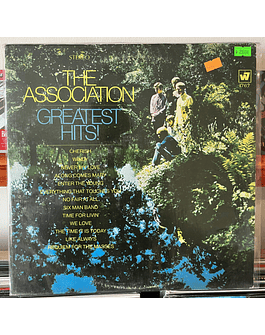 STEREO
THE
ASSOCIATION
GREATEST
HITS!
CHERISH
WINDY
NEVER MY LOVE
ALONG COMES MARY
ENTER THE YOUNG
EVERYTHING THAT TOUCHES YOU
NO FAIR AT ALL
SIX MAN BAND
TIME FOR LIVIN'
WE LOVE
THE TIME IT IS TODAY
LIKE ALWAYS
REQUIEM FOR THE MASSES
W7